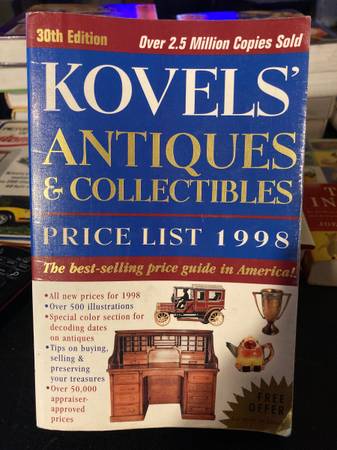 30th Edition
Over 2.5 Million Copies Sold
KOVELS'
ANTIQUES
& COLLECTIBLES
PRICE LIST 1998
The best-selling price guide in America!
•All new prices for 1998
•Over 500 illustrations
•Special color section for
decoding dates
on antiques
•Tips on buying,
selling &
preserving
your treasures
•Over 50,000
appraiser-
approved
prices
FREE
OFFER